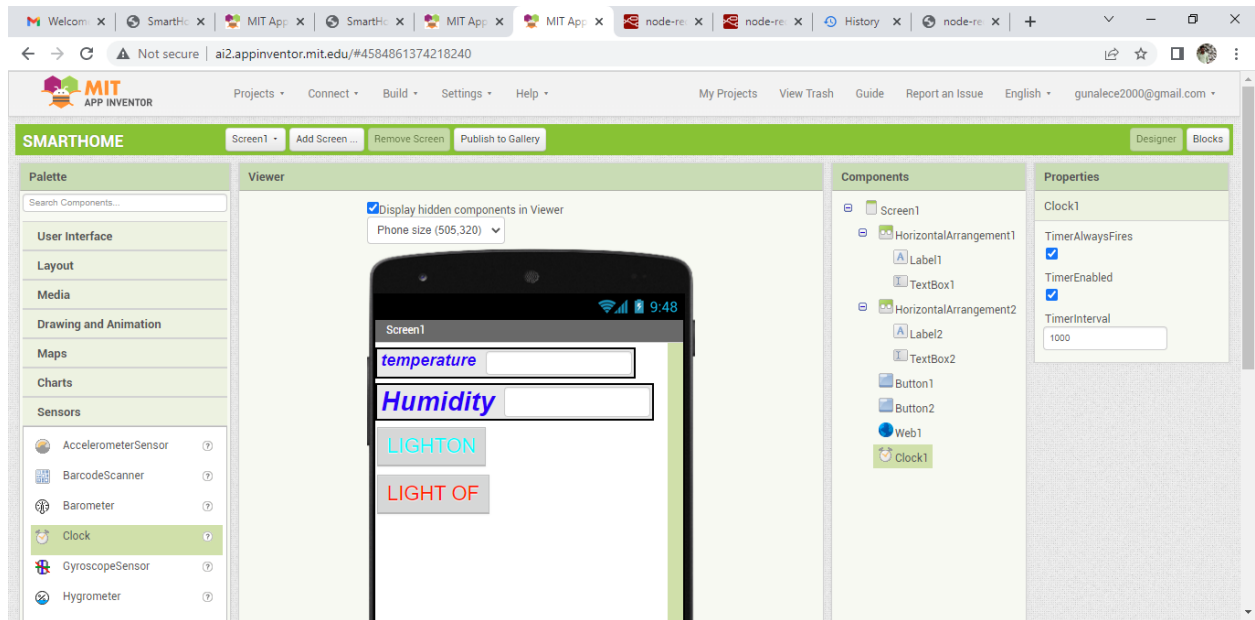 Welcom
SmartHo
MIT App
SmartHo
MIT App
MIT App
node-re
node-re
History
node-re
Not secure
ai2.appinventor.mit.edu/#4584861374218240
MIT
APP INVENTOR
Projects
Connect
Build
Settings
Help
My Projects
View Trash
Guide
Report an Issue
English
gunalece2000@gmail.com
SMARTHOME
Screen1
Add Screen ...
Remove Screen
Publish to Gallery
Designer
Blocks
Palette
Search Components...
User Interface
Layout
Media
Drawing and Animation
Maps
Charts
Sensors
AccelerometerSensor
BarcodeScanner
Barometer
Clock
GyroscopeSensor
Hygrometer
Viewer
Display hidden components in Viewer
Phone size (505,320)
9:48
Screen1
temperature
Humidity
LIGHTON
LIGHT OF
Components
Screen1
HorizontalArrangement1
Label1
TextBox1
HorizontalArrangement2
Label2
TextBox2
Button1
Button2
Web1
Clock1
Properties
Clock1
TimerAlwaysFires
TimerEnabled
TimerInterval
1000